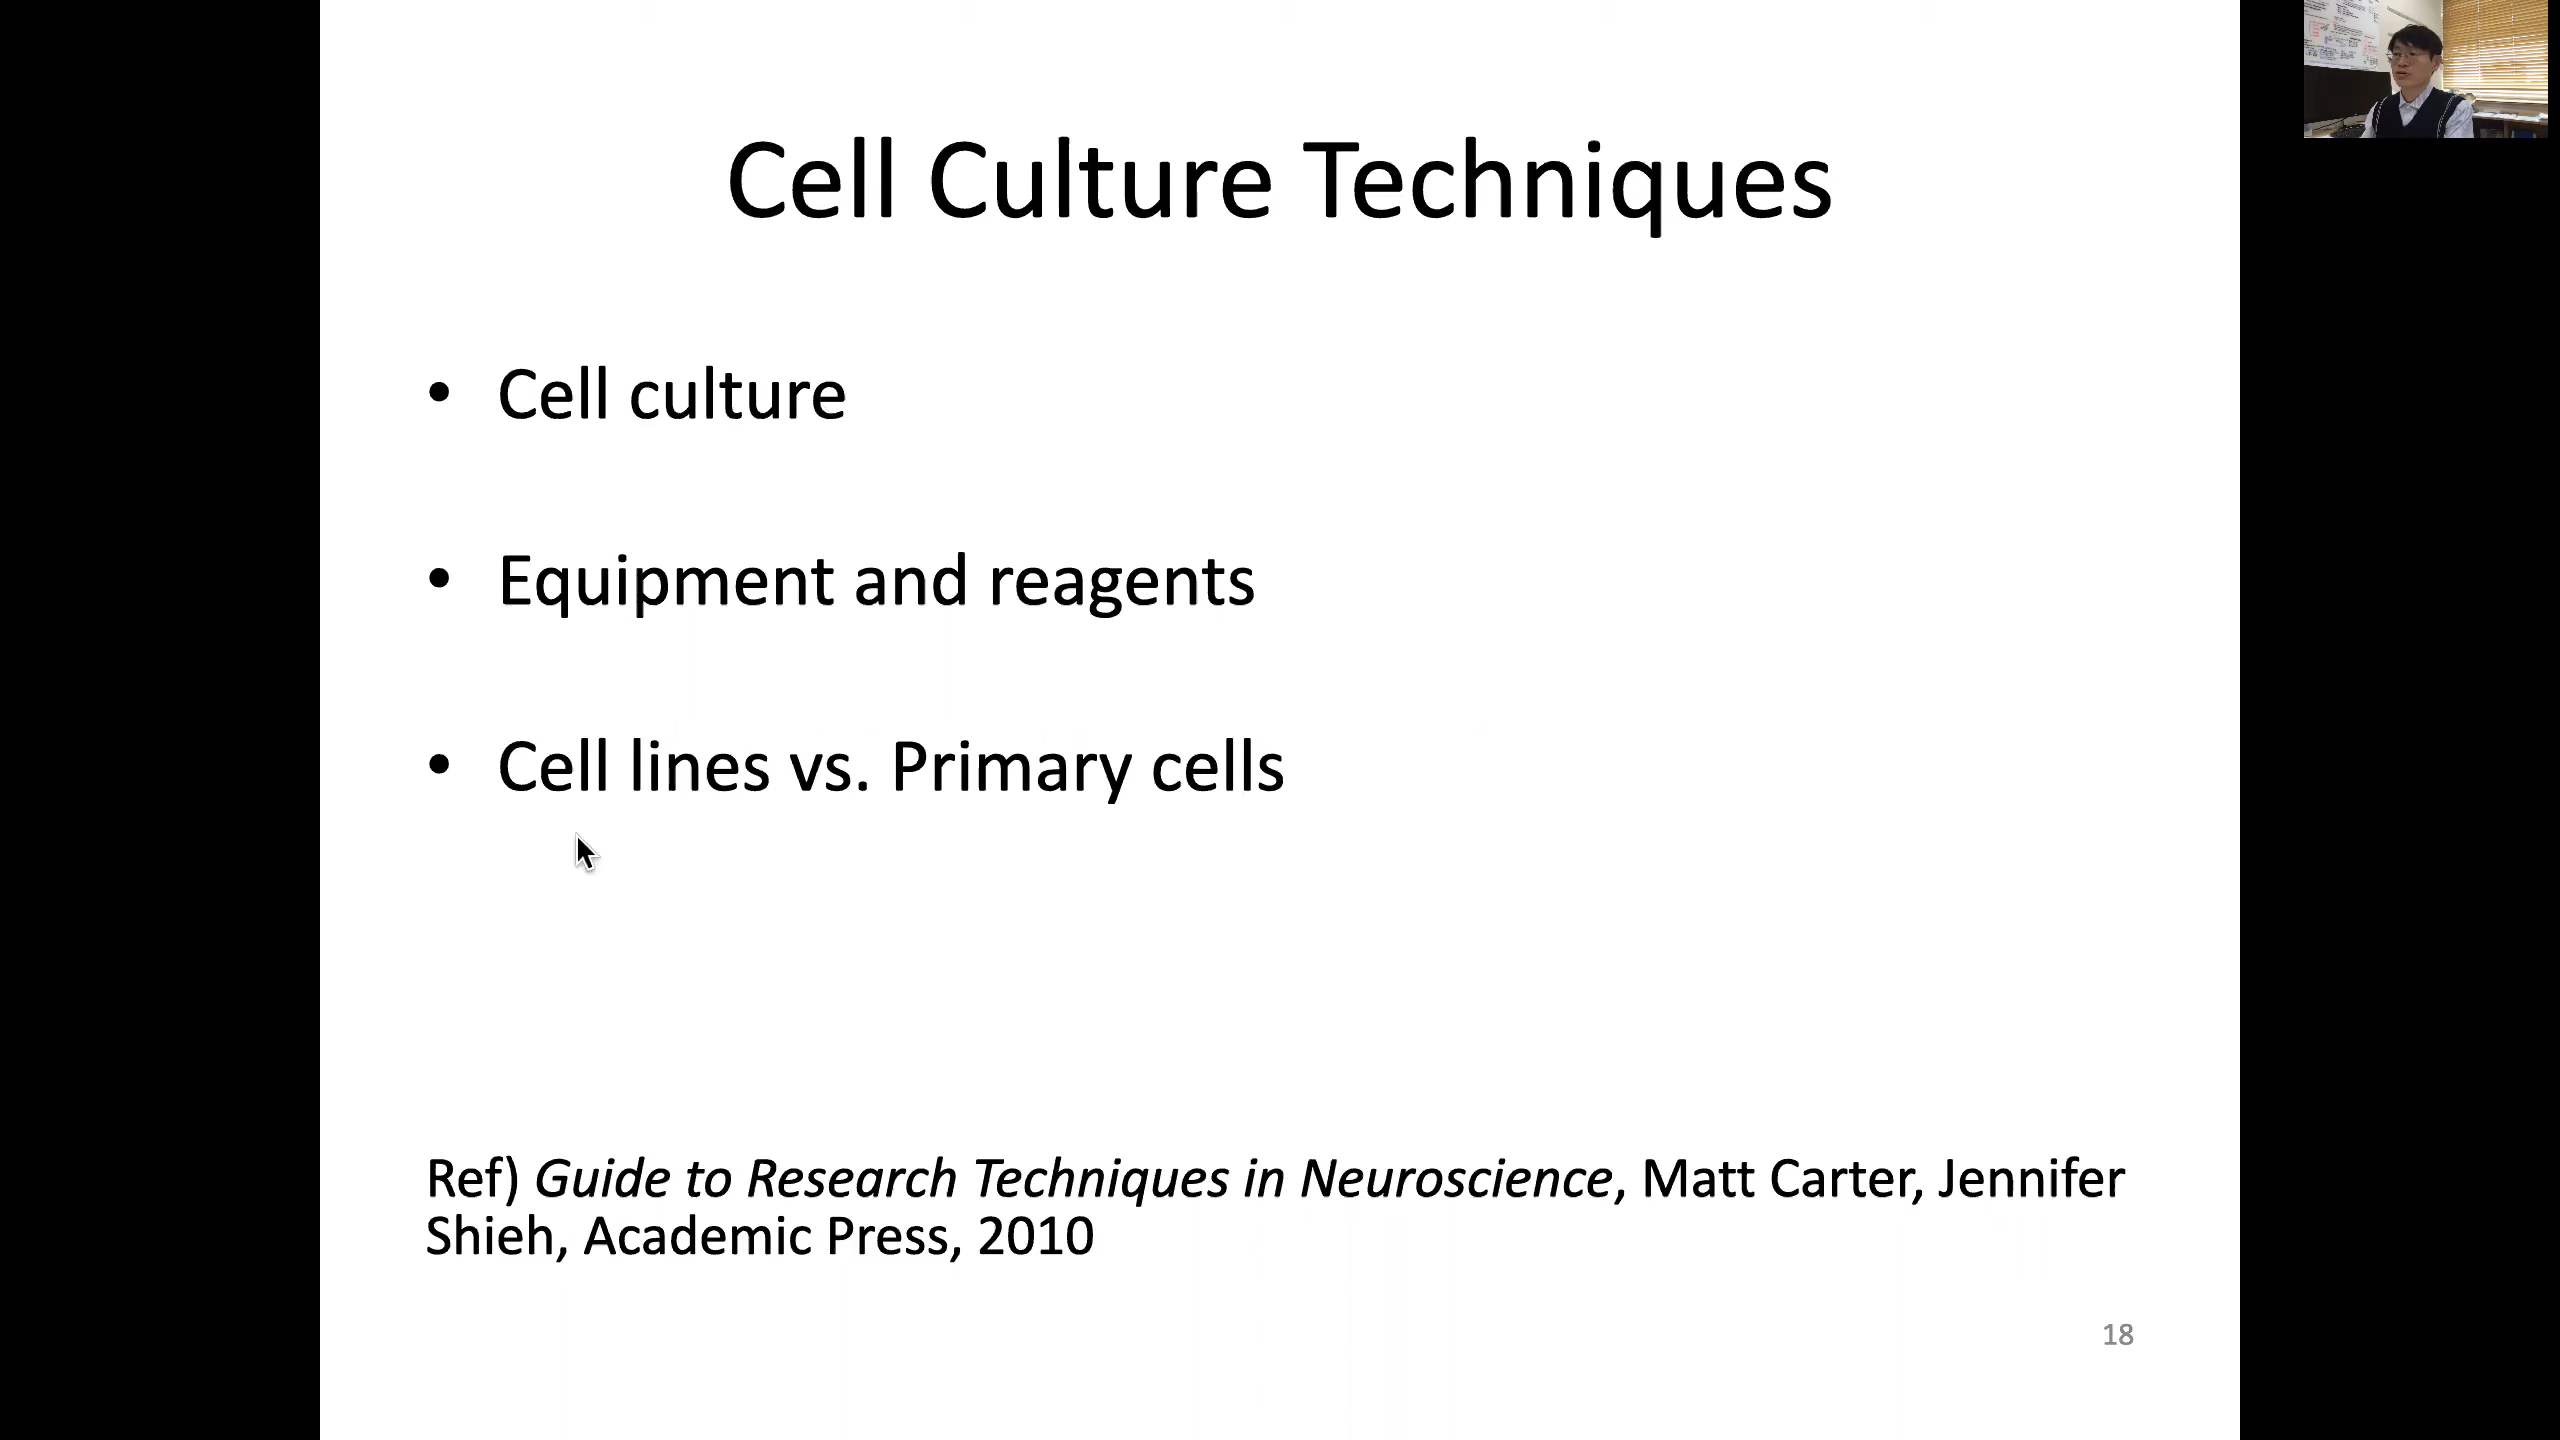 Cell Culture Techniques
• Cell culture
• Equipment and reagents
• Cell lines vs. Primary cells
Ref) Guide to Research Techniques in Neuroscience, Matt Carter, Jennifer
Shieh, Academic Press, 2010
18